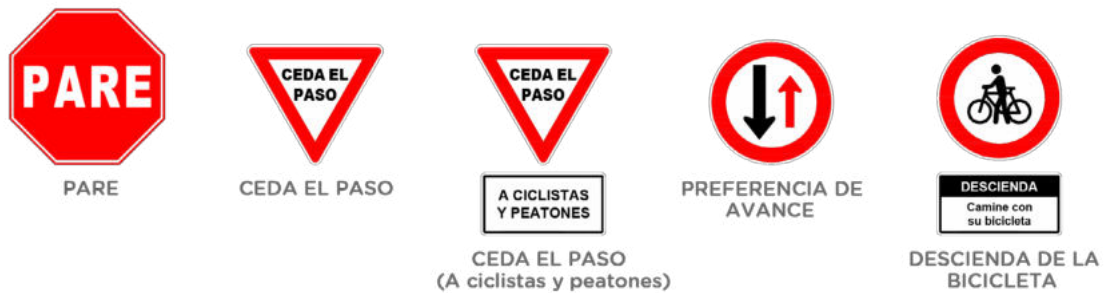 PARE
PARE
CEDA EL
PASO
CEDA EL PASO
CEDA EL
PASO
A CICLISTAS
Y PEATONES
CEDA EL PASO
(A ciclistas y peatones)
PREFERENCIA DE
AVANCE
DESCIENDA
Camine con
su bicicleta
DESCIENDA DE LA
BICICLETA